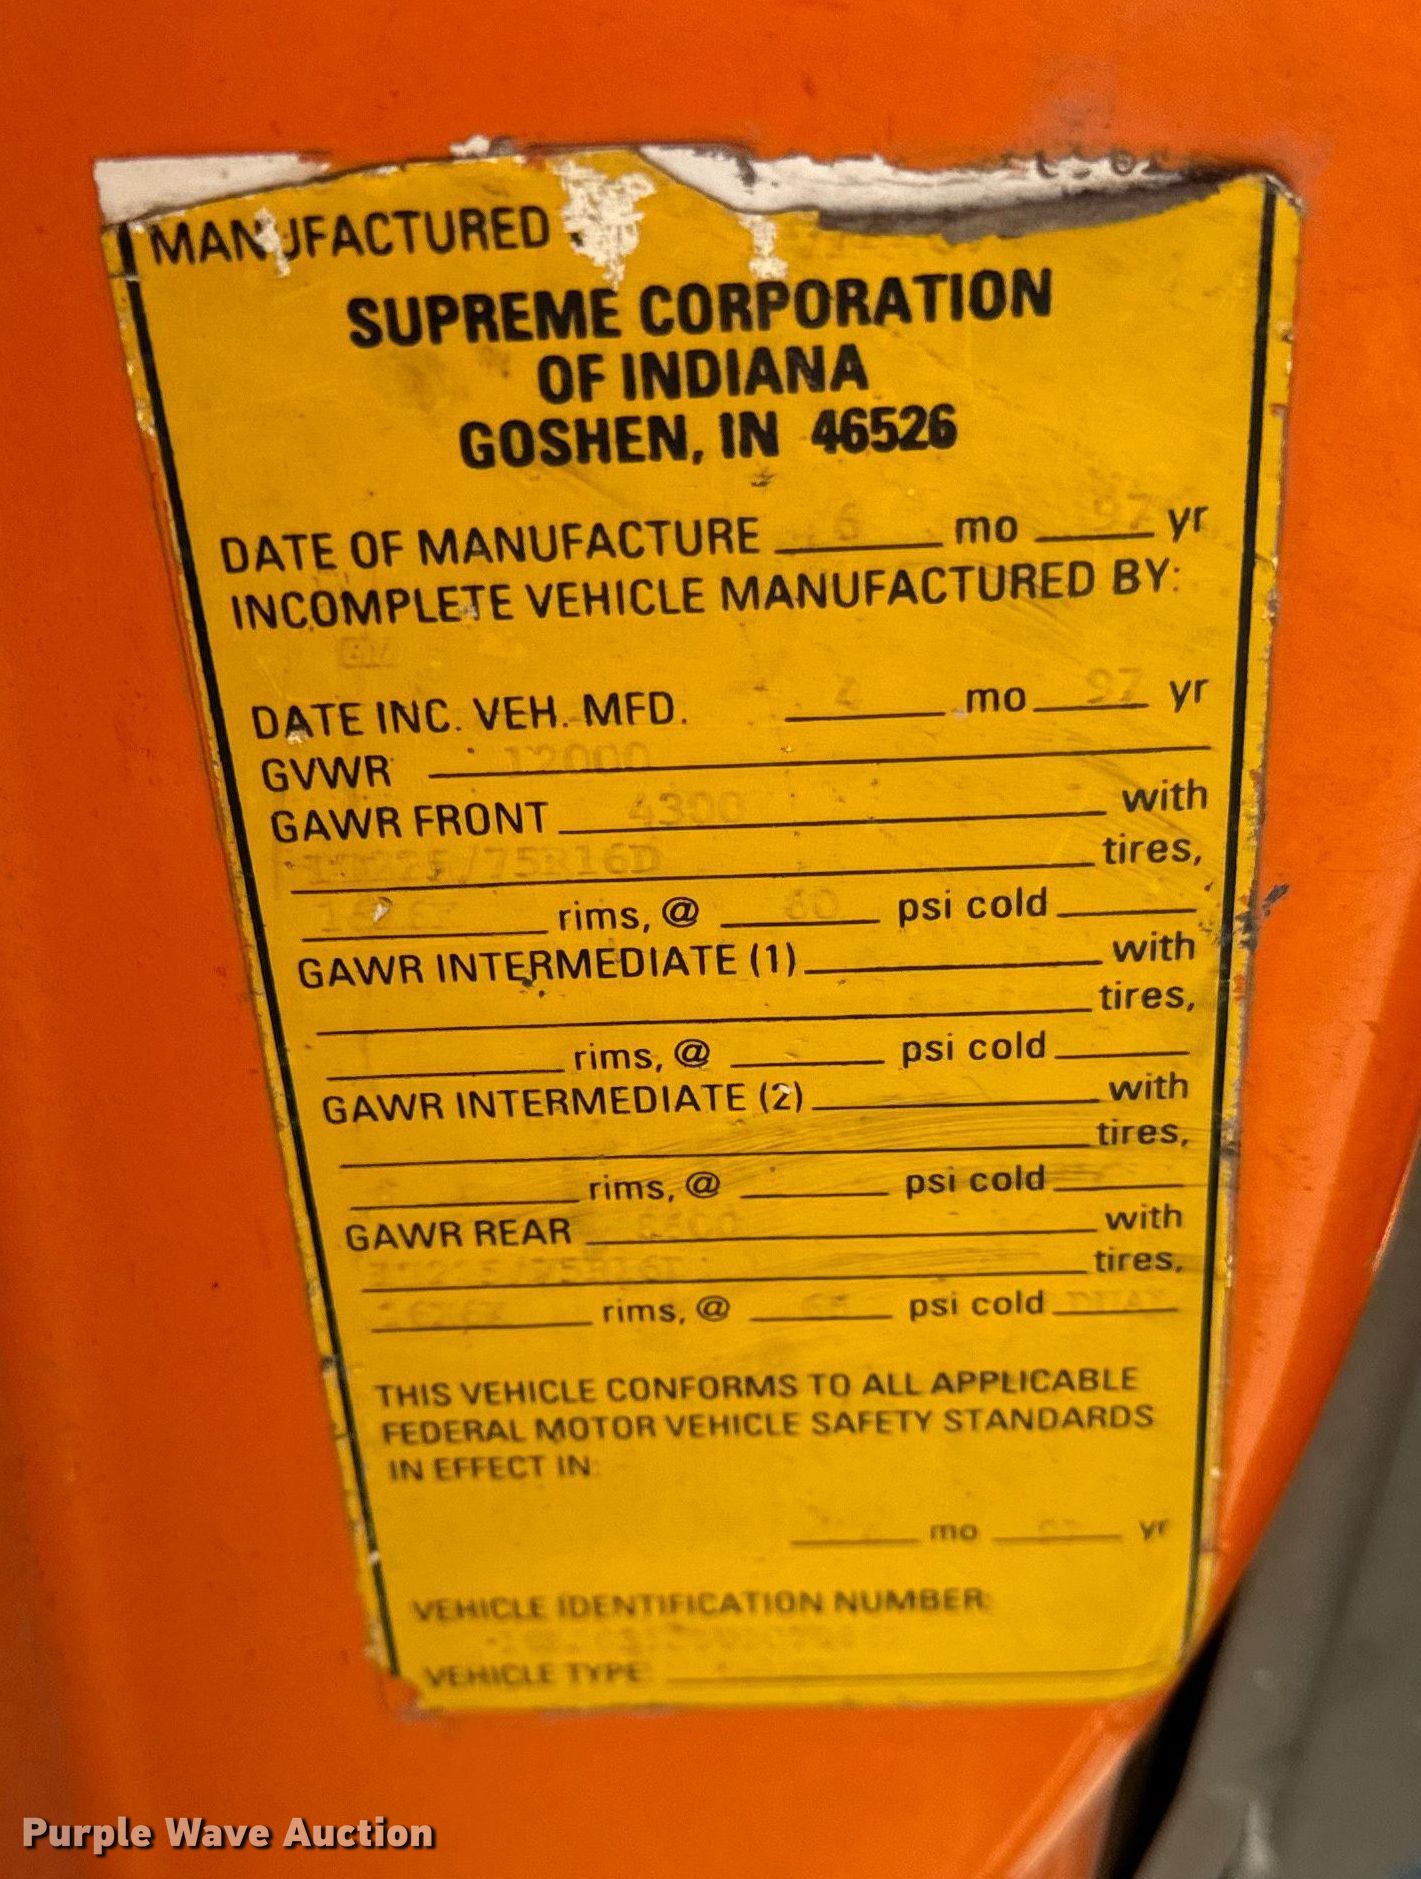 MANUFACTURED
SUPREME CORPORATION
OF INDIANA
GOSHEN, IN 46526
DATE OF MANUFACTURE 6 mo 97 yr
INCOMPLETE VEHICLE MANUFACTURED BY:
DATE INC. VEH. MFD. mo 97 yr
GVWR 12000
GAWR FRONT 4300 with
tires,
rims, @ 60 psi cold
GAWR INTERMEDIATE (1) with
tires,
rims, @ psi cold
GAWR INTERMEDIATE (2) with
tires,
rims, @ psi cold
GAWR REAR with
tires,
rims, @ psi cold
THIS VEHICLE CONFORMS TO ALL APPLICABLE
FEDERAL MOTOR VEHICLE SAFETY STANDARDS
IN EFFECT IN:
mo yr
VEHICLE IDENTIFICATION NUMBER:
VEHICLE TYPE
Purple Wave Auction